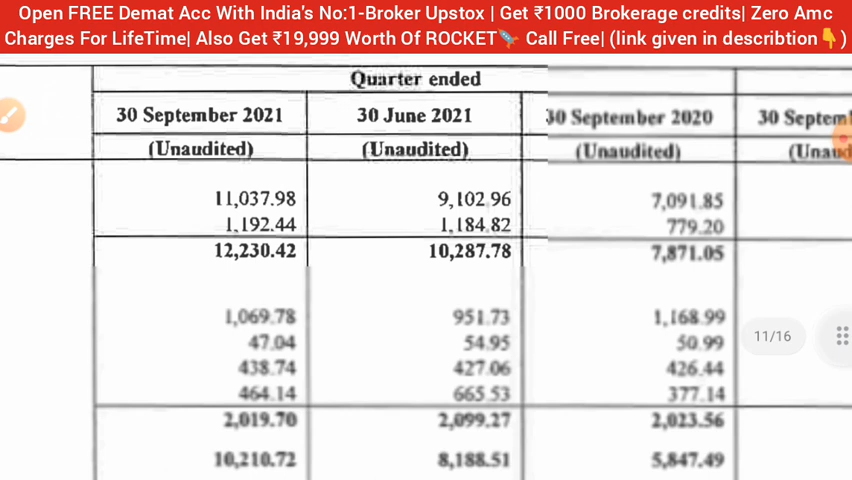 Open FREE Demat Acc With India's No:1-Broker Upstox | Get ₹1000 Brokerage credits| Zero Amc
Charges For LifeTime| Also Get ₹19,999 Worth Of ROCKET🚀 Call Free| (link given in describtion👇)
Quarter ended
30 September 2021 30 June 2021 30 September 2020 30 Septem
(Unaudited) (Unaudited) (Unaudited) (Unaud
11,037.98 9,102.96 7,091.85
1,192.44 1,184.82 779.20
12,230.42 10,287.78 7,871.05
1,069.78 951.73 1,168.99
47.04 54.95 50.99
438.74 427.06 426.44
464.14 665.53 377.14
2,019.70 2,099.27 2,023.56
11/16
10,210.72 8,188.51 5,847.49